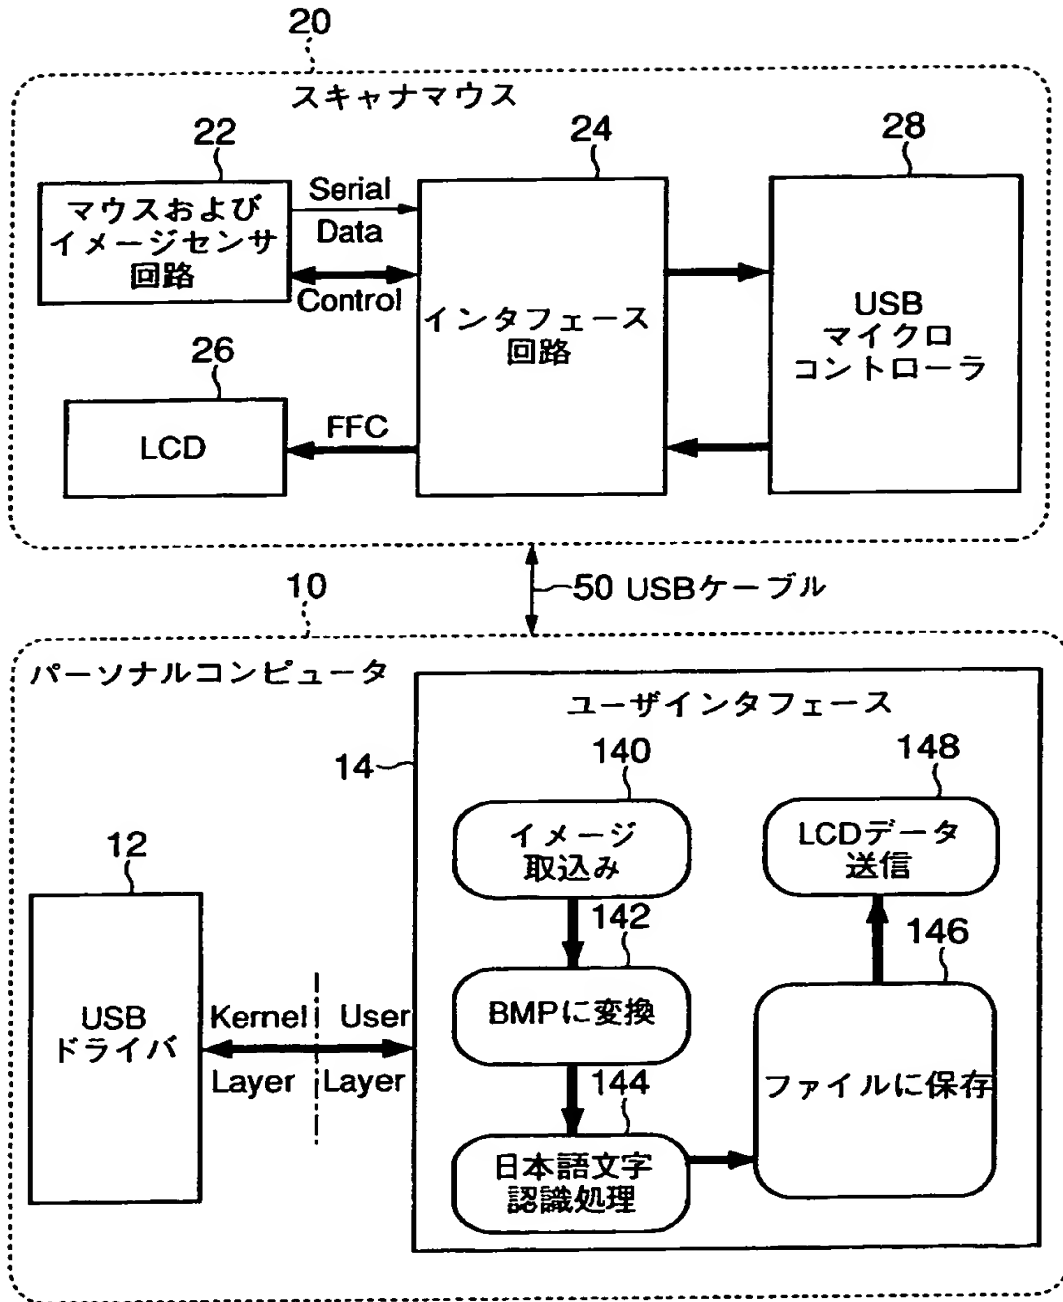 20
スキャナマウス
22
24
28
マウスおよび
イメージセンサ
回路
Serial
Data
Control
インタフェース
回路
USB
マイクロ
コントローラ
26
LCD
FFC
50 USBケーブル
10
パーソナルコンピュータ
ユーザインタフェース
14
140
148
イメージ
取込み
LCDデータ
送信
12
142
146
USB
ドライバ
Kernel
User
Layer
Layer
BMPに変換
144
ファイルに保存
日本語文字
認識処理